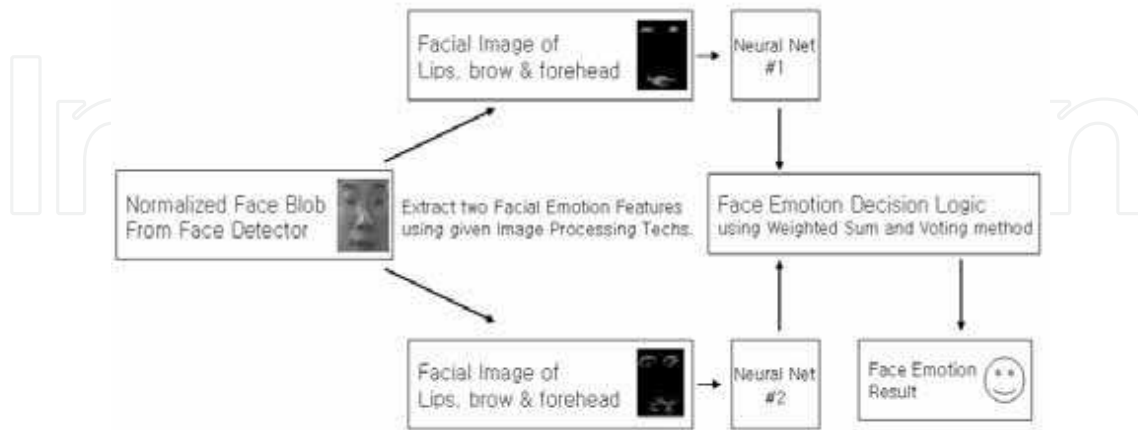 Facial Image of
Lips, brow & forehead
Neural Net
#1
Normalized Face Blob
From Face Detector
Extract two Facial Emotion Features
using given Image Processing Techs.
Face Emotion Decision Logic
using Weighted Sum and Voting method
Facial Image of
Lips, brow & forehead
Neural Net
#2
Face Emotion
Result